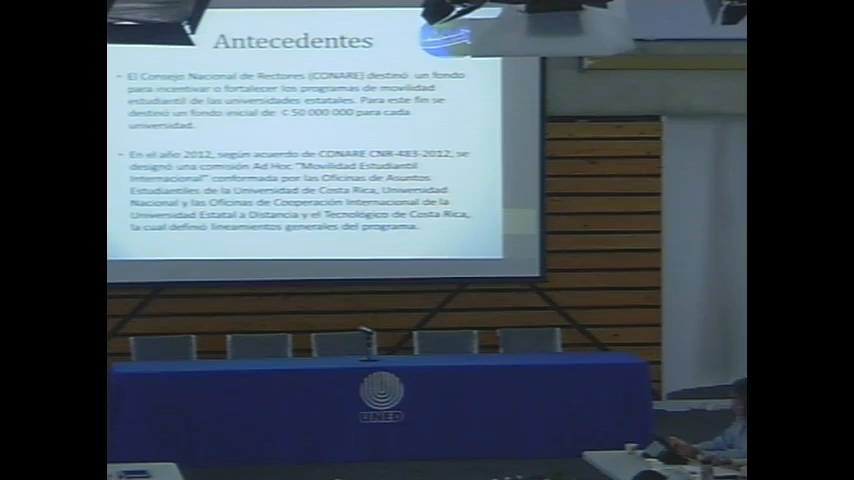 Antecedentes
• El Consejo Nacional de Rectores (CONARE) destinó un fondo
para incentivar o fortalecer los programas de movilidad
estudiantil de las universidades estatales. Para este fin se
destinó un fondo inicial de ₡ 50 000 000 para cada
universidad.
• En el año 2012, según acuerdo de CONARE CNR-483-2012, se
designó una comisión Ad Hoc "Movilidad Estudiantil
Internacional" conformada por las Oficinas de Asuntos
Estudiantiles de la Universidad de Costa Rica, Universidad
Nacional y las Oficinas de Cooperación Internacional de la
Universidad Estatal a Distancia y el Tecnológico de Costa Rica,
la cual definió lineamientos generales del programa.
UNED